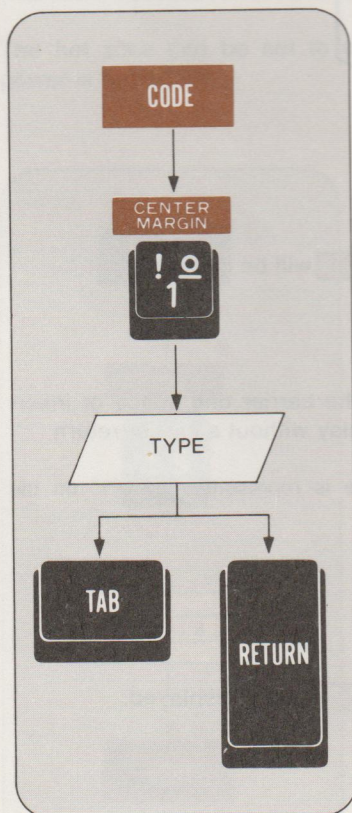 CODE
CENTER
MARGIN
! º
1
TYPE
TAB
RETURN